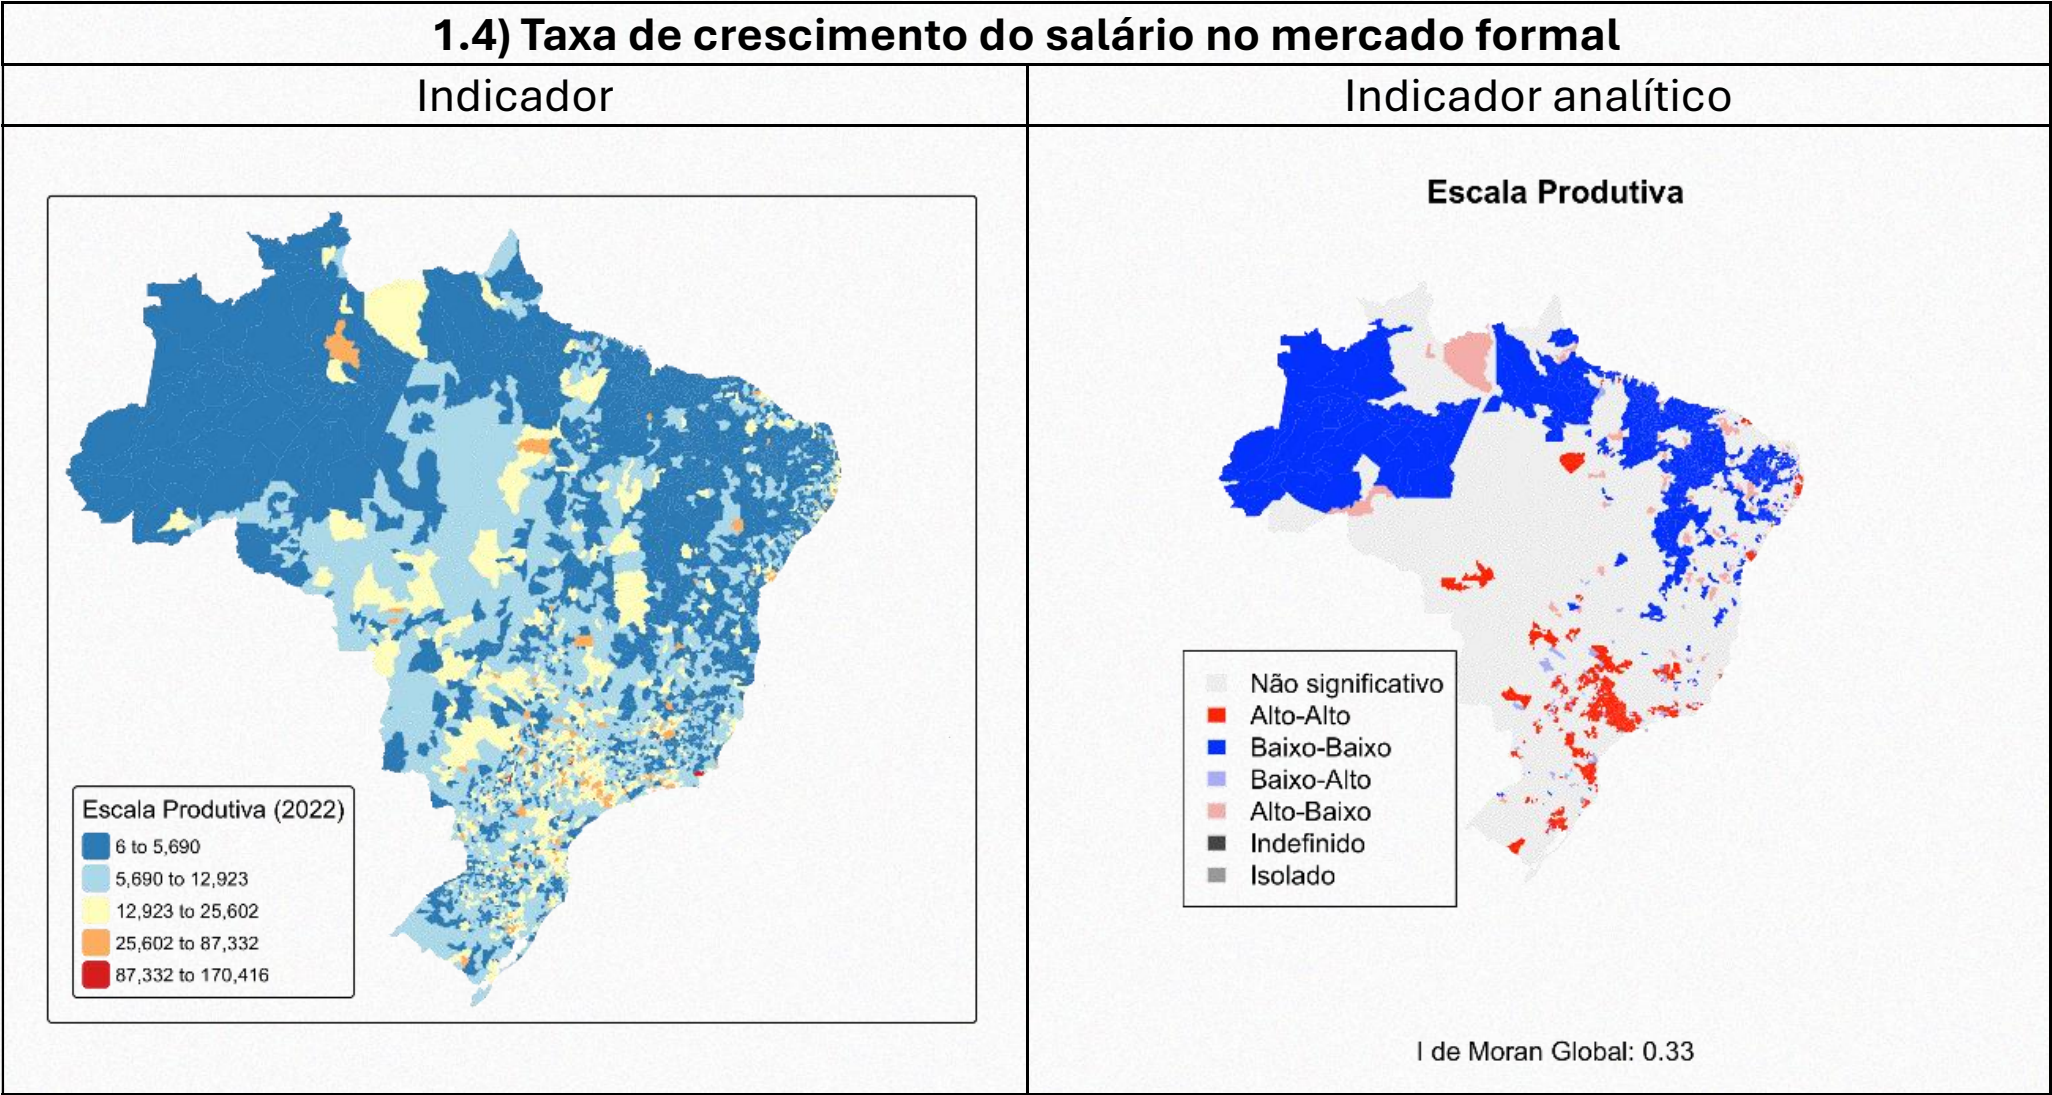 1.4) Taxa de crescimento do salário no mercado formal
Indicador
Indicador analítico
Escala Produtiva (2022)
6 to 5,690
5,690 to 12,923
12,923 to 25,602
25,602 to 87,332
87,332 to 170,416
Escala Produtiva
Não significativo
Alto-Alto
Baixo-Baixo
Baixo-Alto
Alto-Baixo
Indefinido
Isolado
I de Moran Global: 0.33